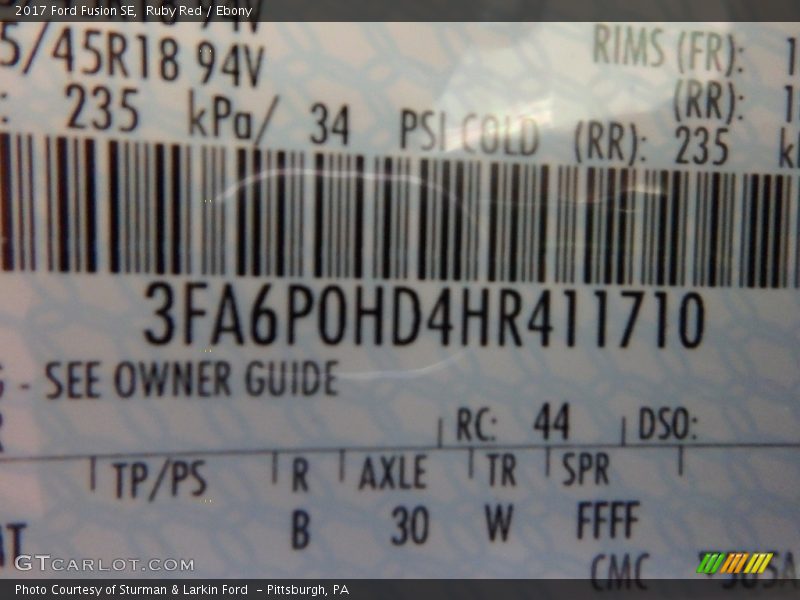 2017 Ford Fusion SE, Ruby Red / Ebony
5/45R18 94V
RIMS (FR): 1
(RR): 1
: 235 kPa/ 34 PSI COLD (RR): 235 k
3FA6P0HD4HR411710
- SEE OWNER GUIDE
RC: 44 DSO:
TP/PS R AXLE TR SPR
B 30 W FFFF
CMC
GTCARLOT.COM
Photo Courtesy of Sturman & Larkin Ford - Pittsburgh, PA